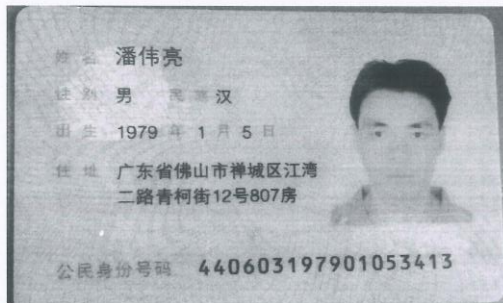 姓名 潘伟亮
性别 男 民族 汉
出生 1979 年 1 月 5 日
住址 广东省佛山市禅城区江湾
二路青柯街12号807房
公民身份号码 440603197901053413